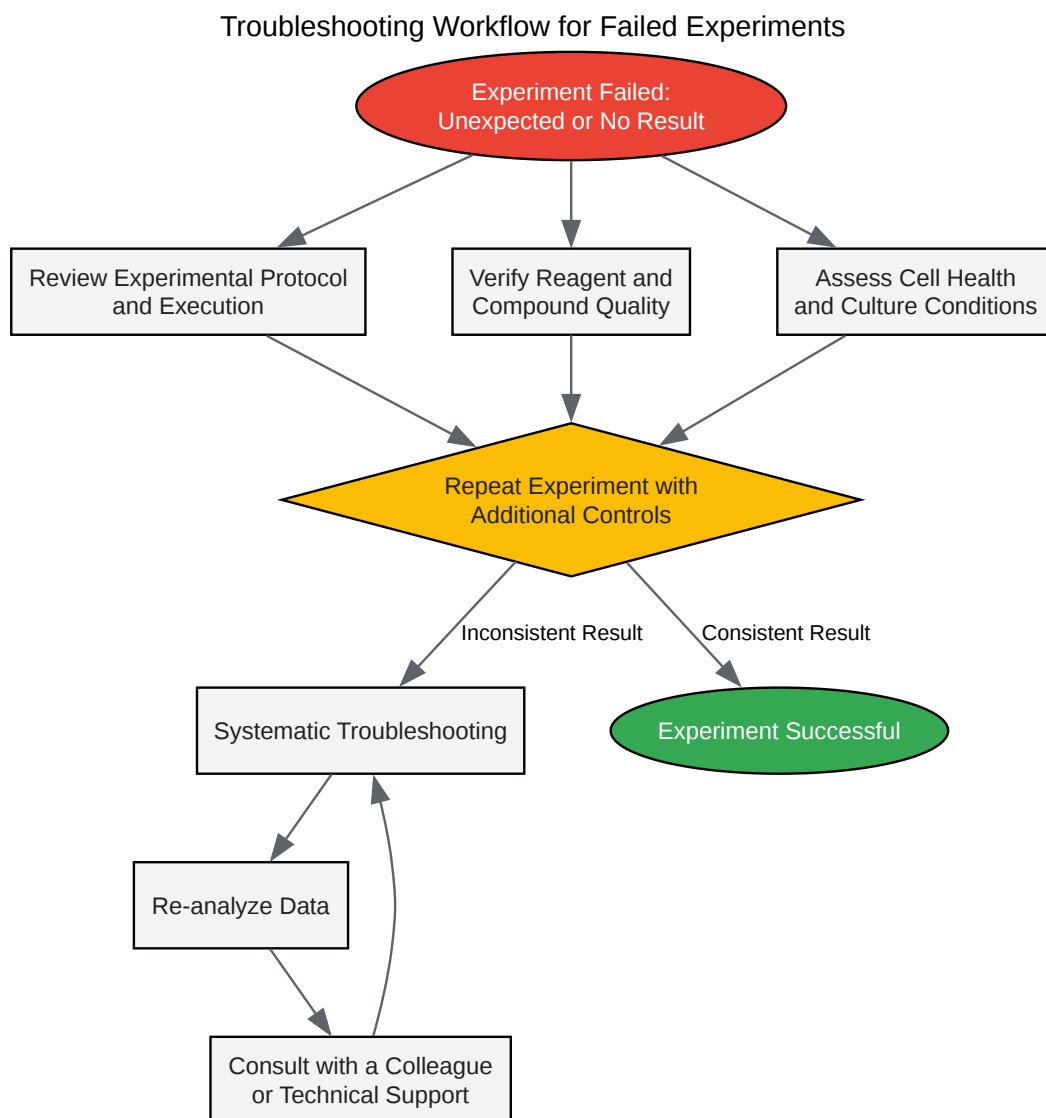 Troubleshooting Workflow for Failed Experiments
Experiment Failed:
Unexpected or No Result
Review Experimental Protocol
and Execution
Verify Reagent and
Compound Quality
Assess Cell Health
and Culture Conditions
Repeat Experiment with
Additional Controls
Inconsistent Result
Consistent Result
Systematic Troubleshooting
Experiment Successful
Re-analyze Data
Consult with a Colleague
or Technical Support